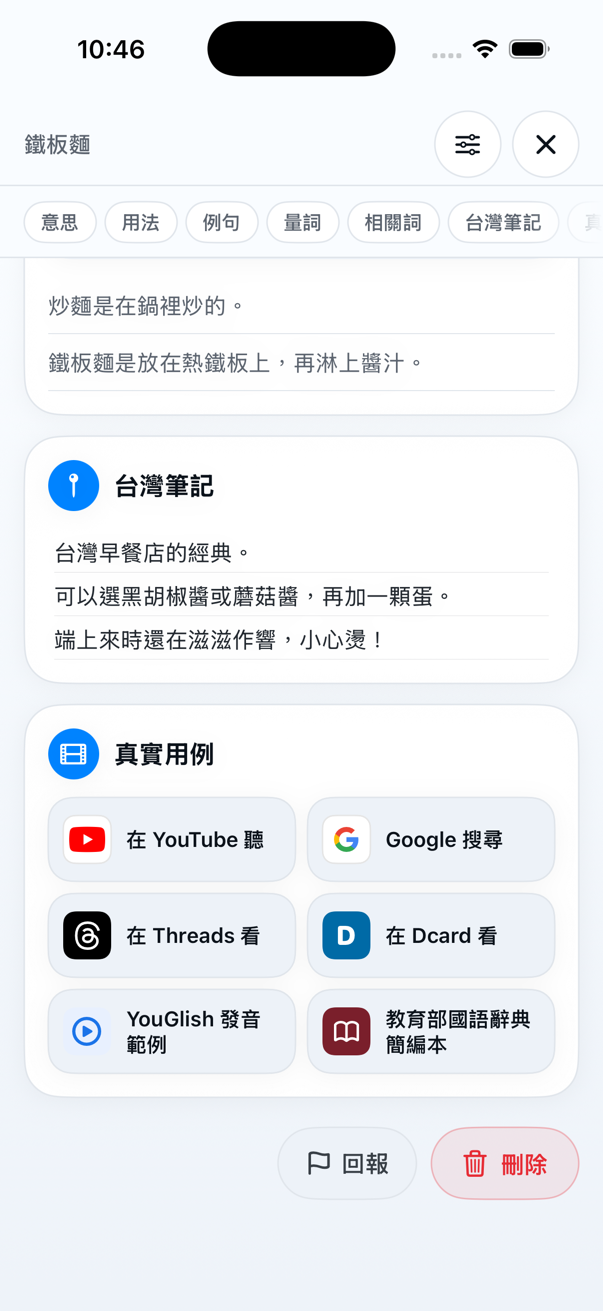 10:46
鐵板麵
意思
用法
例句
量詞
相關詞
台灣筆記
炒麵是在鍋裡炒的。
鐵板麵是放在熱鐵板上，再淋上醬汁。
台灣筆記
台灣早餐店的經典。
可以選黑胡椒醬或蘑菇醬，再加一顆蛋。
端上來時還在滋滋作響，小心燙！
真實用例
在 YouTube 聽
Google 搜尋
在 Threads 看
D
在 Dcard 看
YouGlish 發音
範例
教育部國語辭典
簡編本
回報
刪除